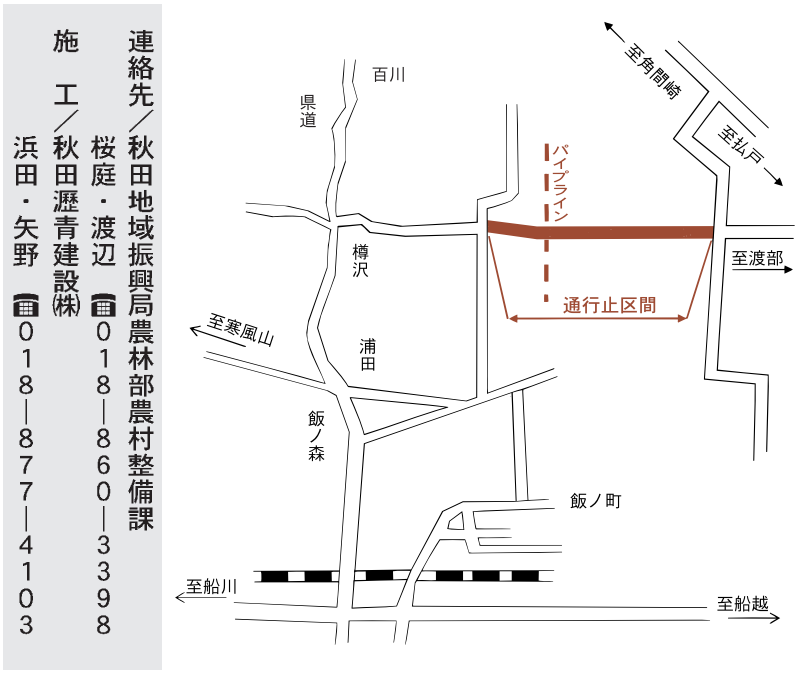 連絡先／秋田地域振興局農林部農村整備課
桜庭・渡辺 ☎018―860―3398
施　工／秋田瀝青建設㈱
浜田・矢野 ☎018―877―4103
百川
県道
至角間崎
至払戸
パイプライン
樽沢
至渡部
通行止区間
至寒風山
浦田
飯ノ森
飯ノ町
至船川
至船越